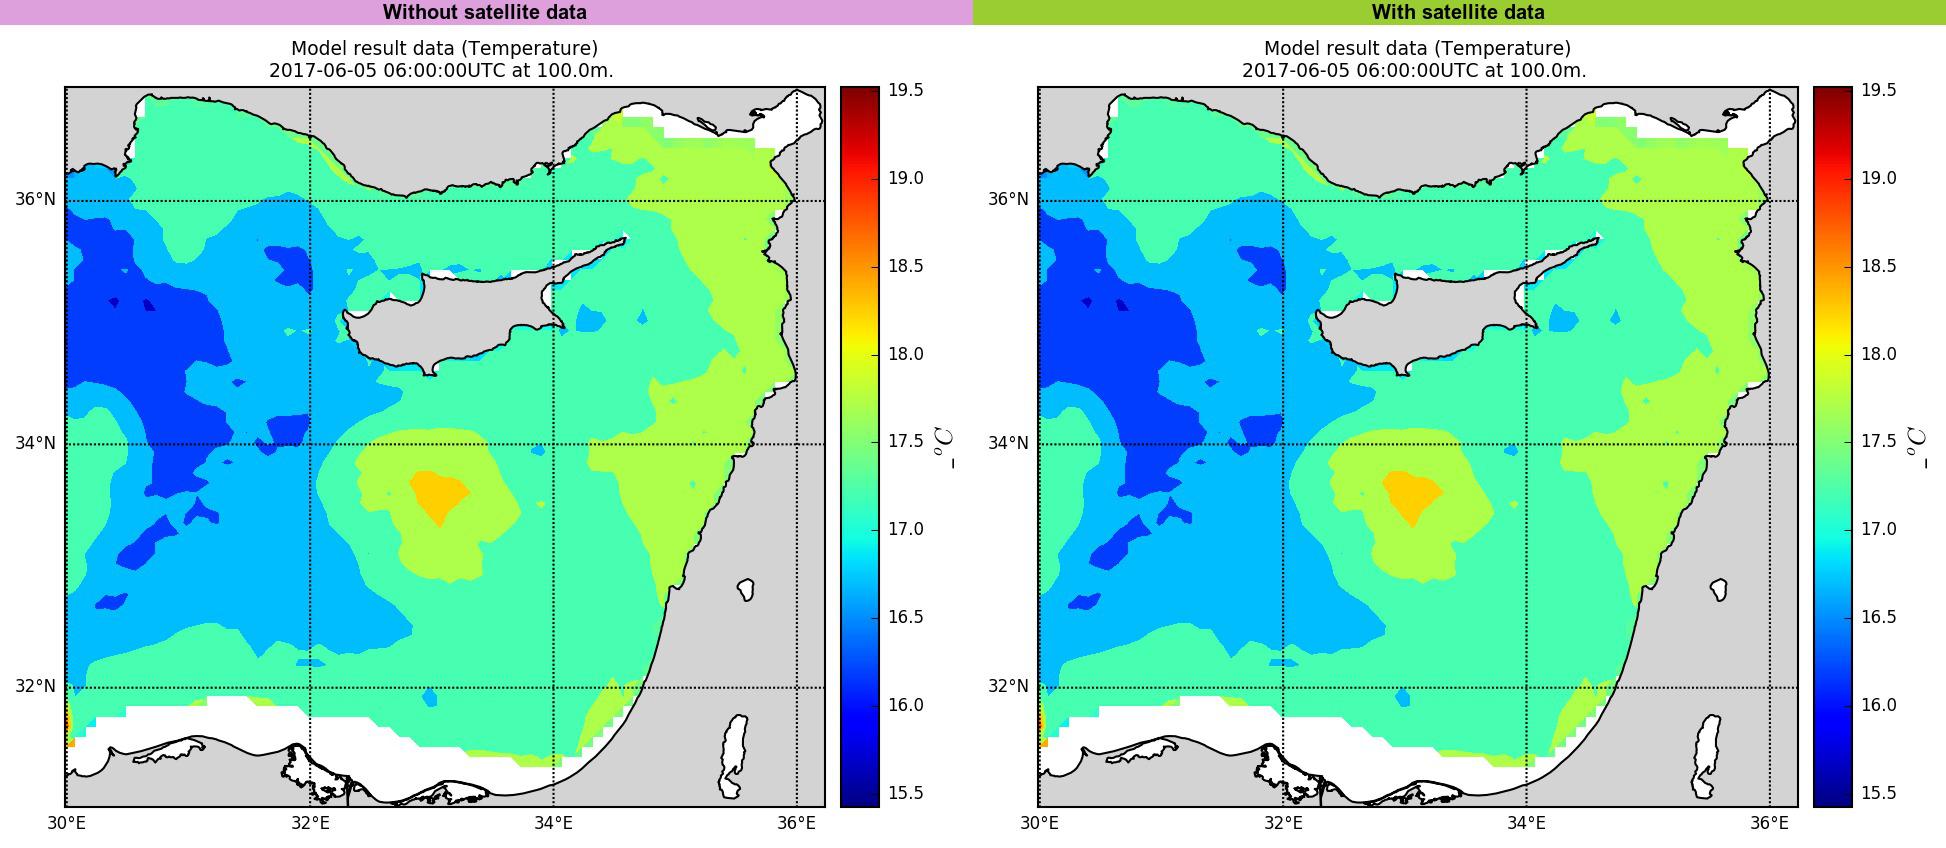 Without satellite data
With satellite data
Model result data (Temperature)
2017-06-05 06:00:00UTC at 100.0m.
36°N
34°N
32°N
30°E 32°E 34°E 36°E
19.5
19.0
18.5
18.0
17.5
17.0
16.5
16.0
15.5
_°C
Model result data (Temperature)
2017-06-05 06:00:00UTC at 100.0m.
36°N
34°N
32°N
30°E 32°E 34°E 36°E
19.5
19.0
18.5
18.0
17.5
17.0
16.5
16.0
15.5
_°C